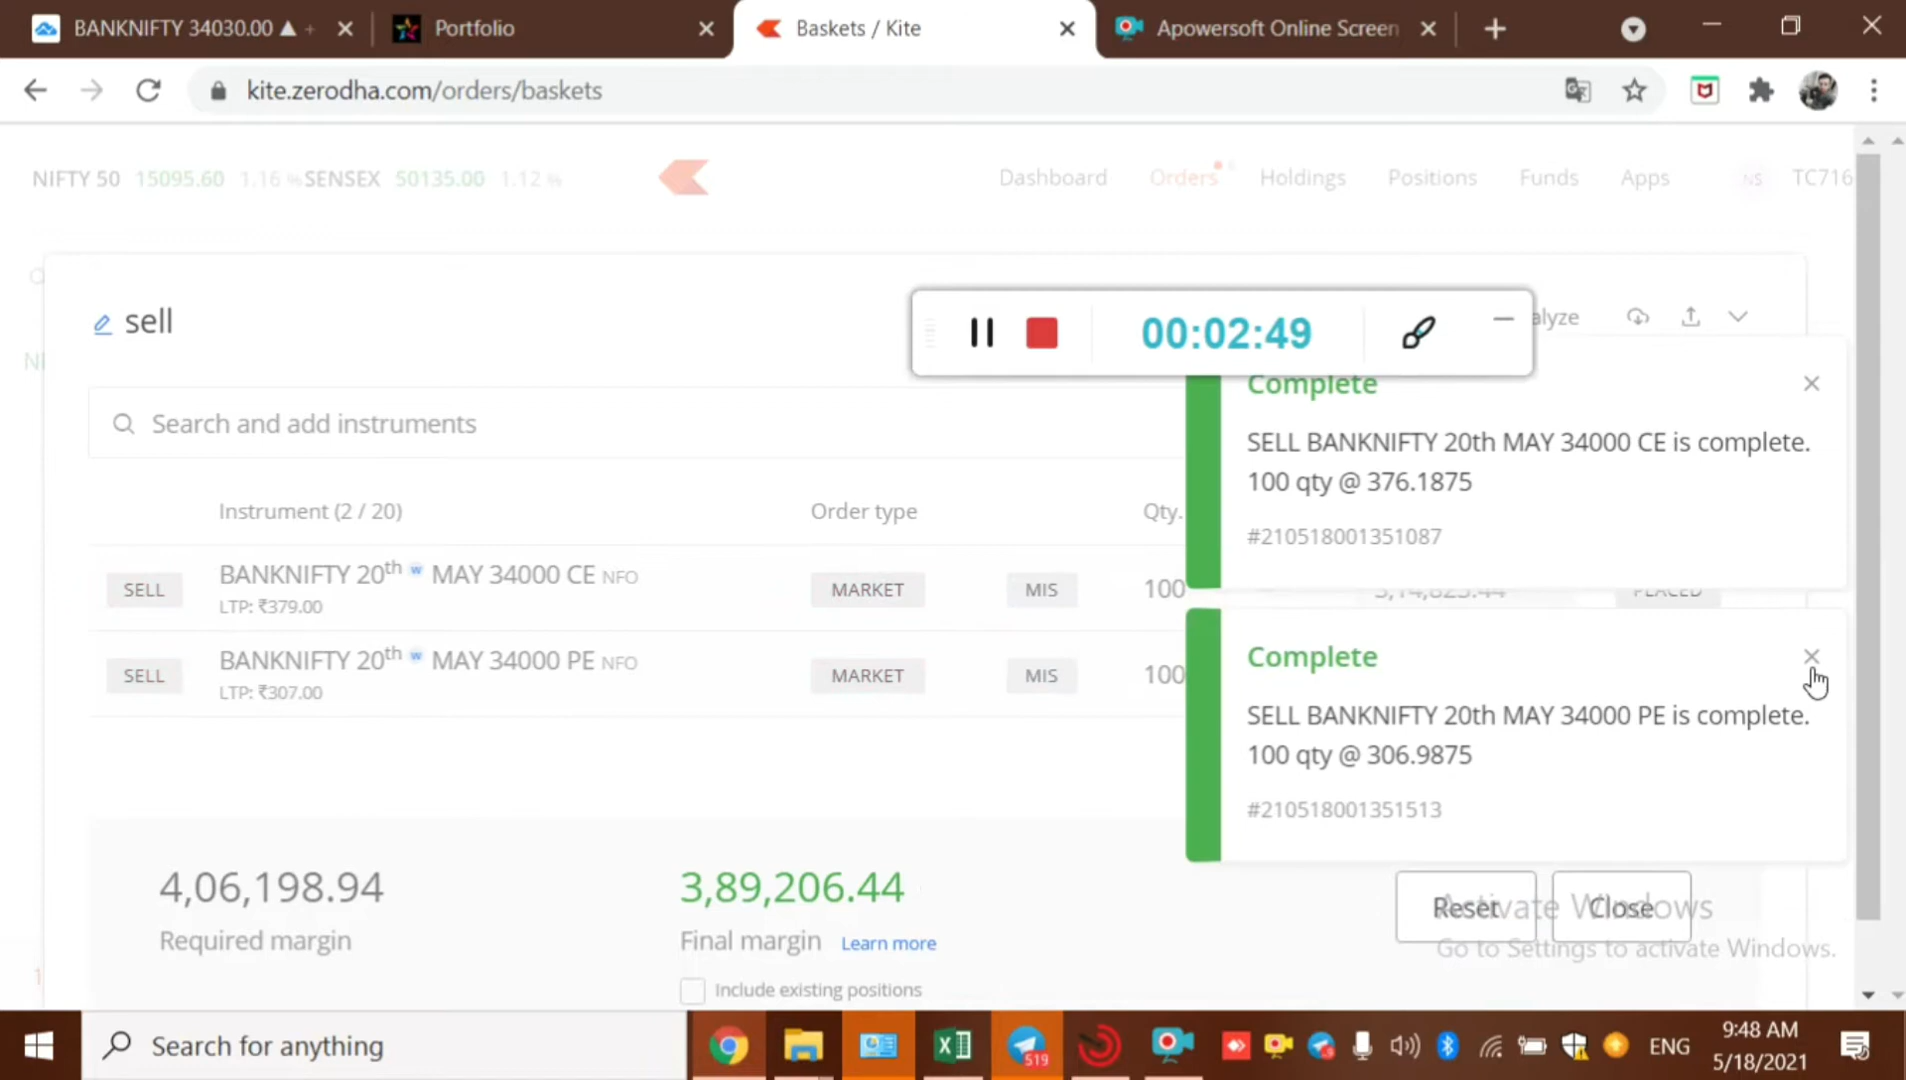 BANKNIFTY 34030.00 ▲ +
Portfolio
Baskets / Kite
Apowersoft Online Screen
kite.zerodha.com/orders/baskets
NIFTY 50 15095.60 1.16 % SENSEX 50135.00 1.12 %
Dashboard Orders Holdings Positions Funds Apps NS TC716
sell
00:02:49
alyze
Search and add instruments
Complete
SELL BANKNIFTY 20th MAY 34000 CE is complete.
100 qty @ 376.1875
#210518001351087
Instrument (2 / 20) Order type Qty.
SELL BANKNIFTY 20th w MAY 34000 CE NFO MARKET MIS 100 3,14,823.44 PLACED
LTP: ₹379.00
SELL BANKNIFTY 20th w MAY 34000 PE NFO MARKET MIS 100
LTP: ₹307.00
Complete
SELL BANKNIFTY 20th MAY 34000 PE is complete.
100 qty @ 306.9875
#210518001351513
4,06,198.94 3,89,206.44
Required margin Final margin Learn more
Include existing positions
Reset Close
Activate Windows
Go to Settings to activate Windows.
Search for anything
519
ENG
9:48 AM
5/18/2021